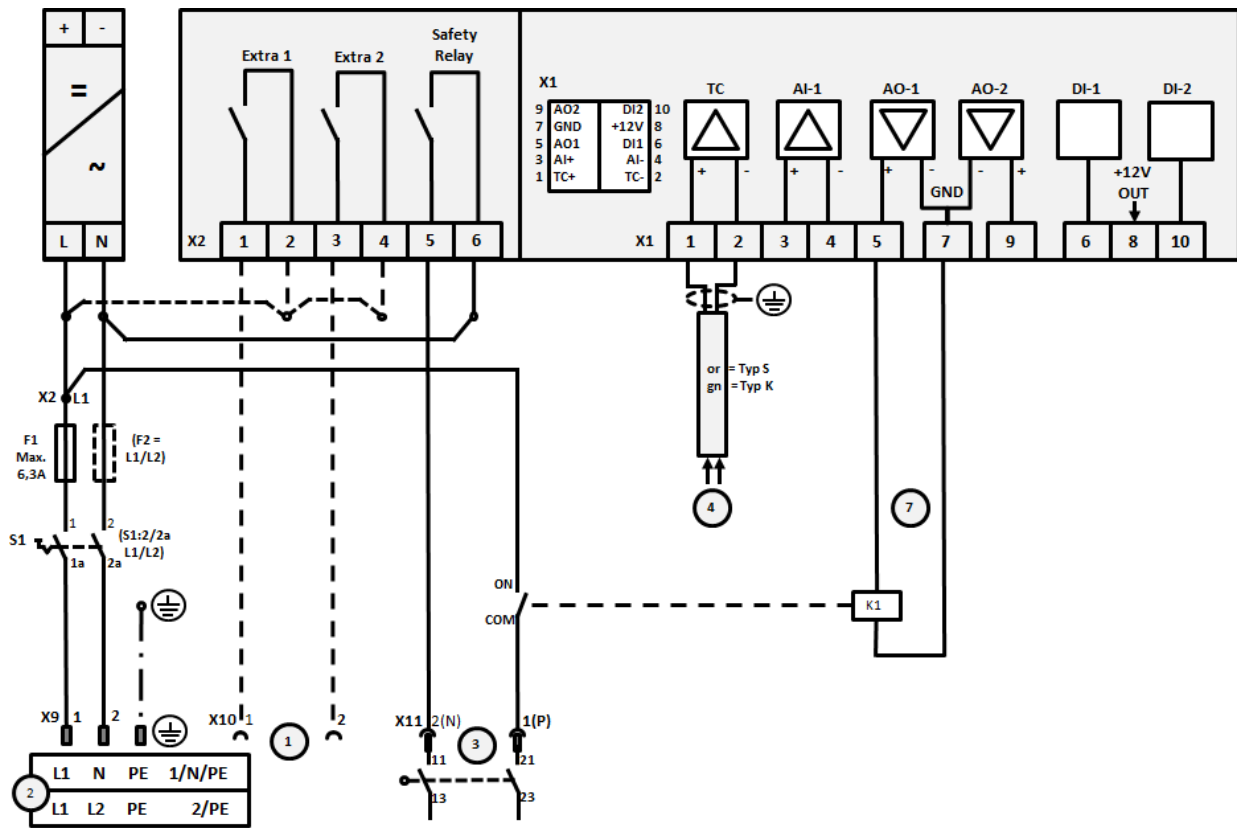 + -
=
~
L N
Extra 1 Extra 2 Safety
Relay
X2 1 2 3 4 5 6
X1
9 AO2 DI2 10
7 GND +12V 8
5 AO1 DI1 6
3 AI+ AI- 4
1 TC+ TC- 2
TC AI-1 AO-1 AO-2 DI-1 DI-2
+ - + - + - - +
GND
+12V
OUT
X1 1 2 3 4 5 7 9 6 8 10
or = Typ S
gn = Typ K
X2 L1
F1
Max.
6,3A
(F2 =
L1/L2)
4
7
S1
1 2
1a 2a
(S1:2/2a
L1/L2)
ON
COM
K1
X9 1 2
X10 1 2
1
X11 2(N) 1(P)
3
11 21
13 23
2
L1 N PE 1/N/PE
L1 L2 PE 2/PE